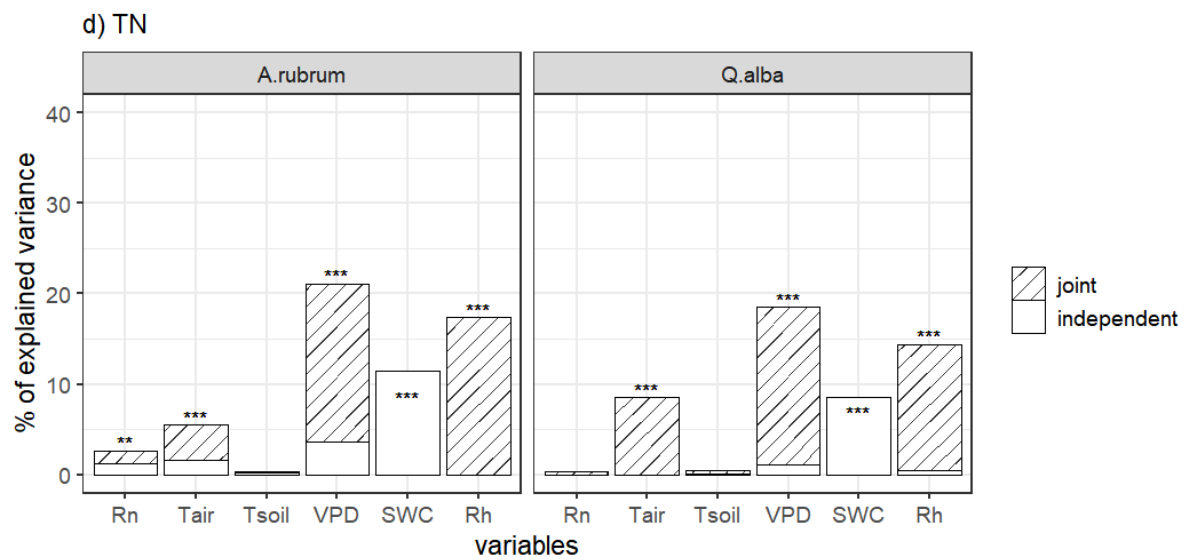 d) TN
A.rubrum
Q.alba
% of explained variance
40
30
20
10
0
**
***
***
***
***
***
***
***
***
Rn Tair Tsoil VPD SWC Rh
Rn Tair Tsoil VPD SWC Rh
variables
joint
independent